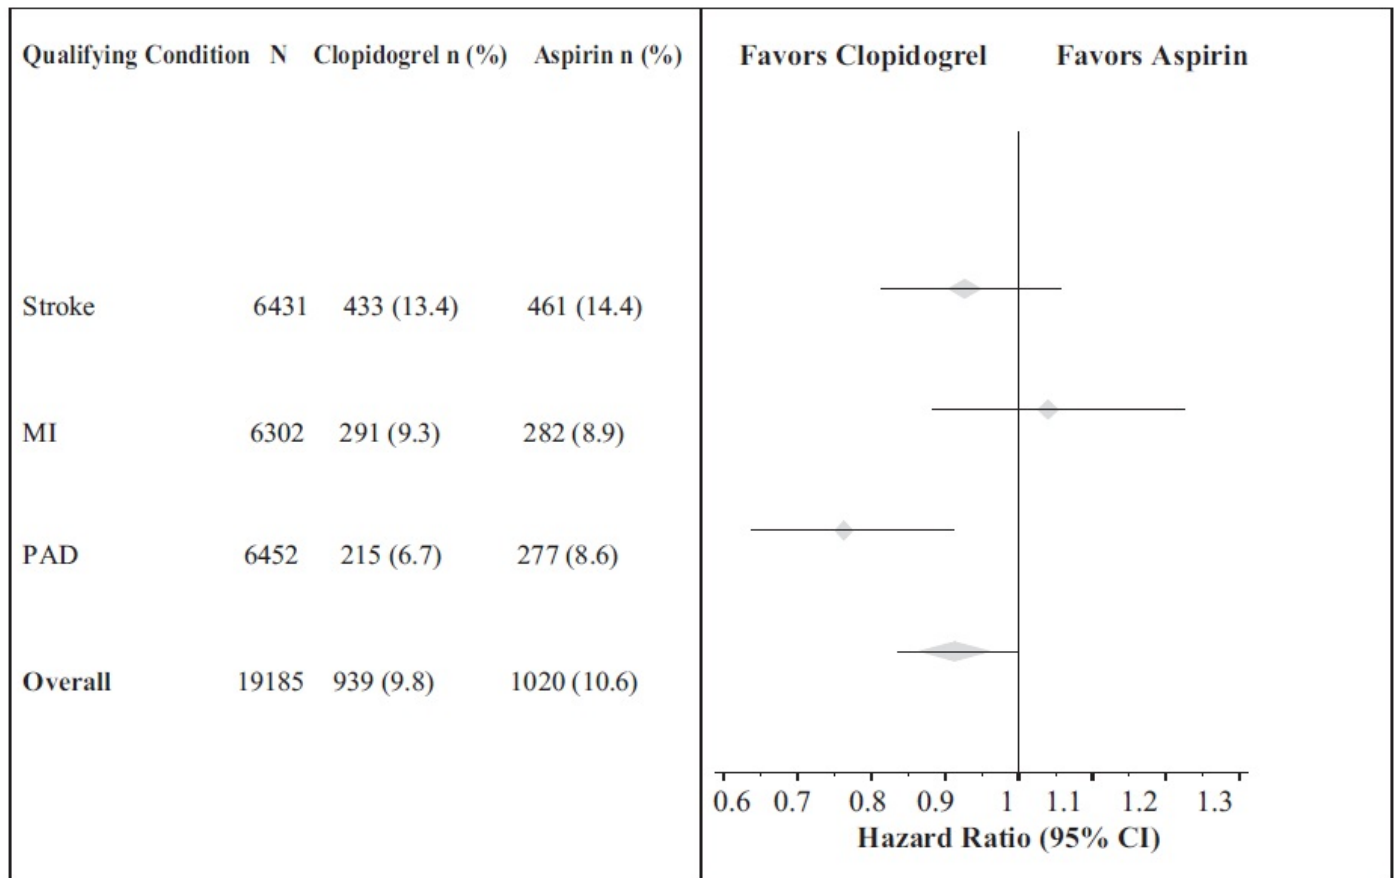 Qualifying Condition N Clopidogrel n (%) Aspirin n (%) Favors Clopidogrel Favors Aspirin
Stroke 6431 433 (13.4) 461 (14.4)
MI 6302 291 (9.3) 282 (8.9)
PAD 6452 215 (6.7) 277 (8.6)
Overall 19185 939 (9.8) 1020 (10.6)
0.6 0.7 0.8 0.9 1 1.1 1.2 1.3
Hazard Ratio (95% CI)